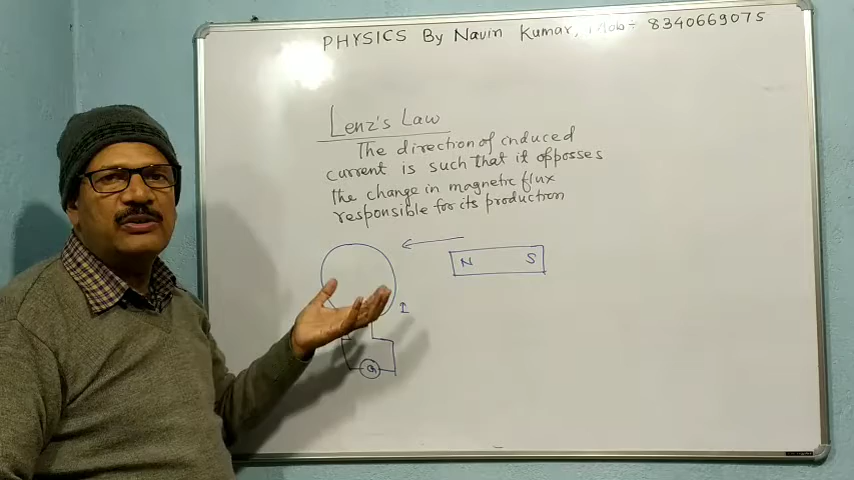 PHYSICS By Navin Kumar, Mob÷ 8340669075
Lenz's Law
The direction of induced
current is such that it opposses
the change in magnetic flux
responsible for its production
N S
I
G